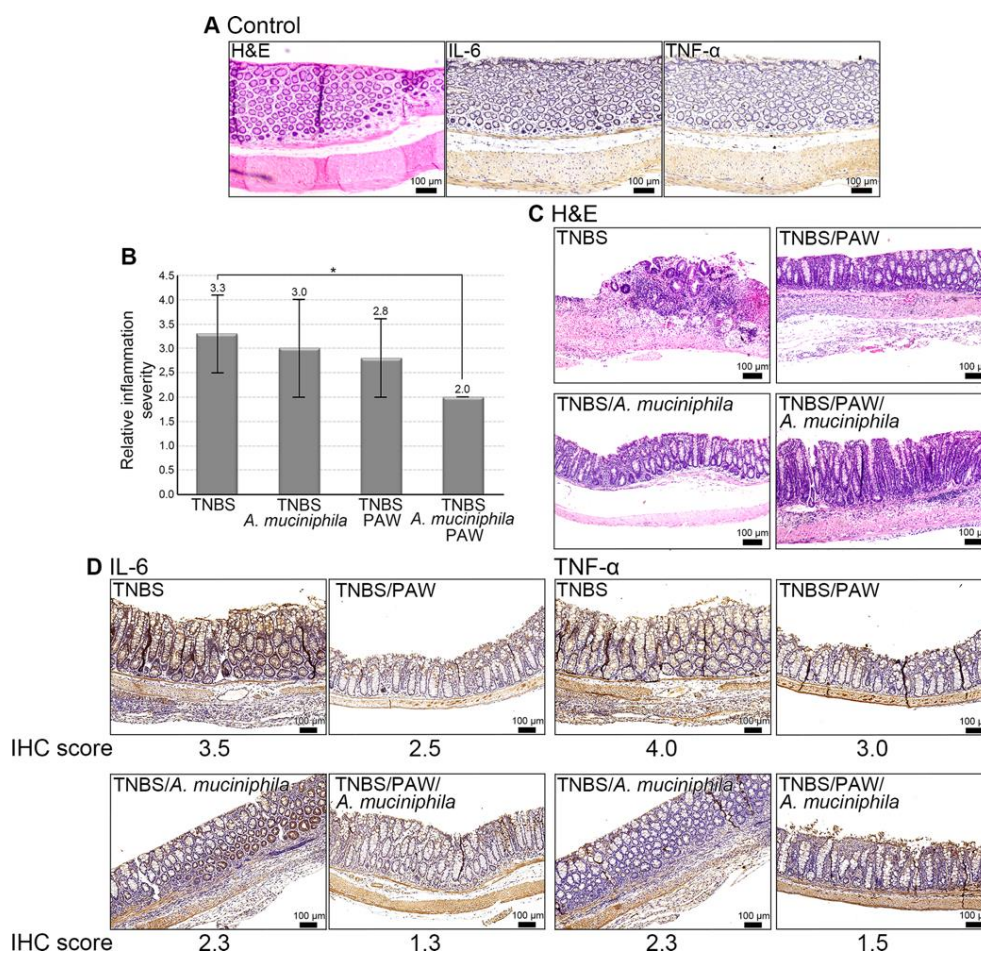 A Control
H&E
IL-6
TNF-α
100 μm
100 μm
100 μm
B
Relative inflammation
severity
4.5
4.0
3.5
3.0
2.5
2.0
1.5
1.0
0.5
0.0
*
3.3
3.0
2.8
2.0
TNBS
TNBS
A. muciniphila
TNBS
PAW
TNBS
A. muciniphila
PAW
C H&E
TNBS
100 μm
TNBS/PAW
100 μm
TNBS/A. muciniphila
100 μm
TNBS/PAW/
A. muciniphila
100 μm
D IL-6
TNF-α
TNBS
100 μm
TNBS/PAW
100 μm
TNBS
100 μm
TNBS/PAW
100 μm
IHC score
3.5
2.5
4.0
3.0
TNBS/A. muciniphila
100 μm
TNBS/PAW/
A. muciniphila
100 μm
TNBS/A. muciniphila
100 μm
TNBS/PAW/
A. muciniphila
100 μm
IHC score
2.3
1.3
2.3
1.5